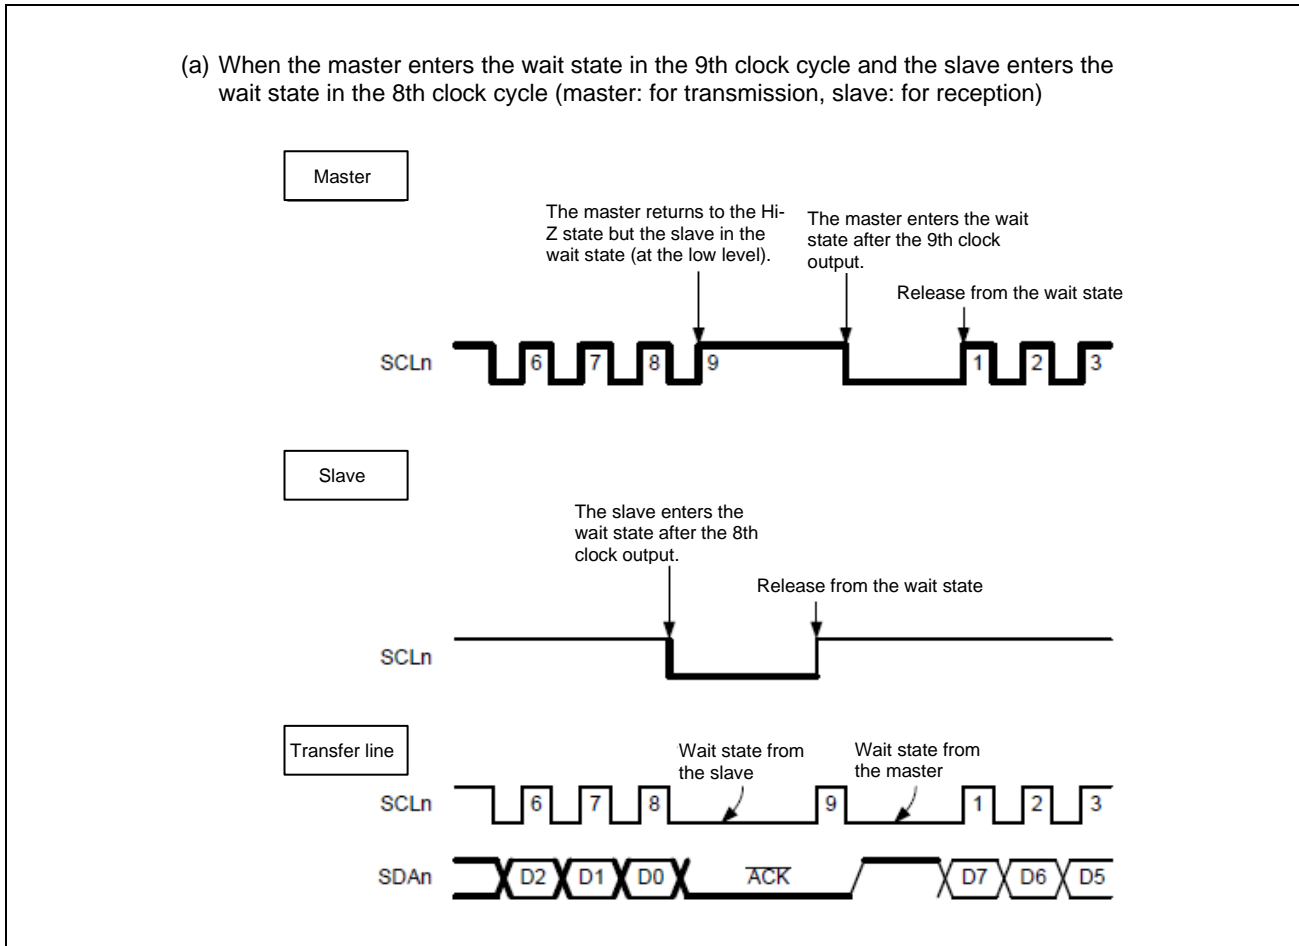 (a) When the master enters the wait state in the 9th clock cycle and the slave enters the
wait state in the 8th clock cycle (master: for transmission, slave: for reception)
Master
The master returns to the Hi-
Z state but the slave in the
wait state (at the low level).
The master enters the wait
state after the 9th clock
output.
Release from the wait state
SCLn 6 7 8 9 1 2 3
Slave
The slave enters the
wait state after the 8th
clock output.
Release from the wait state
SCLn
Transfer line
Wait state from
the slave
Wait state from
the master
SCLn 6 7 8 9 1 2 3
SDAn D2 D1 D0 ACK D7 D6 D5